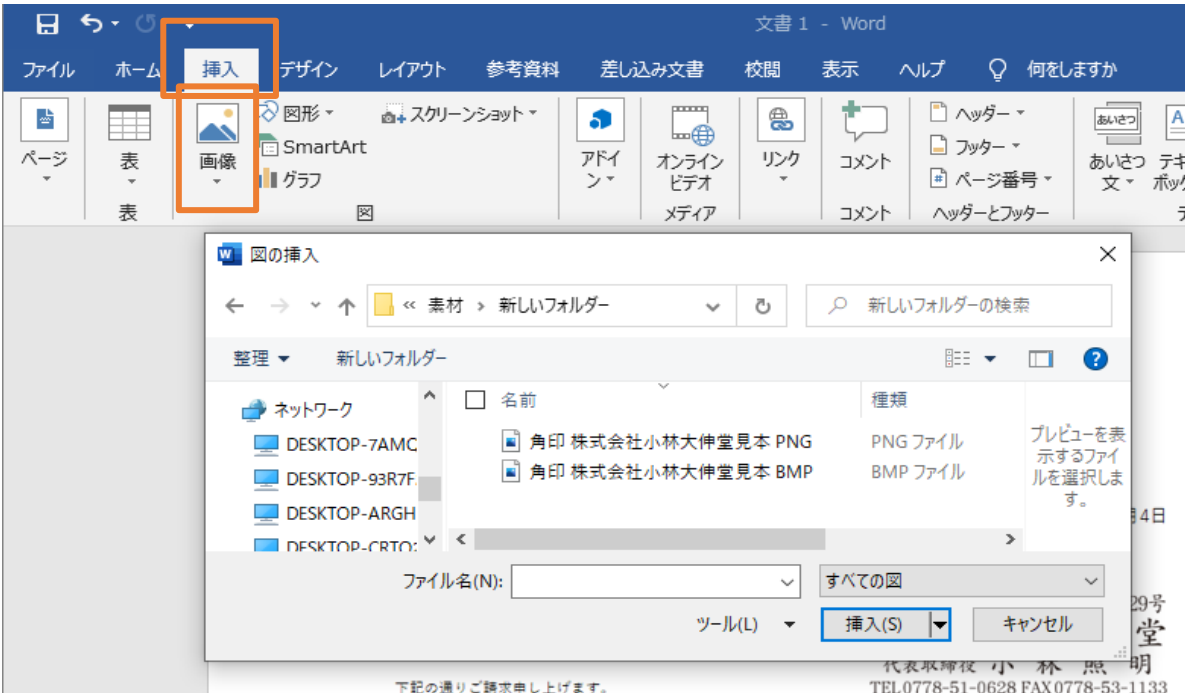 文書 1 - Word
ファイル ホーム 挿入 デザイン レイアウト 参考資料 差し込み文書 校閲 表示 ヘルプ 何をしますか
ページ
表
画像
図形
SmartArt
グラフ
スクリーンショット
アドイン
オンライン
ビデオ
リンク
コメント
ヘッダー
フッター
ページ番号
あいさつ
あいさつ
文
表 図 メディア コメント ヘッダーとフッター
図の挿入
« 素材 › 新しいフォルダー
新しいフォルダーの検索
整理 新しいフォルダー
ネットワーク
DESKTOP-7AMQ
DESKTOP-93R7F
DESKTOP-ARGH
名前 種類
角印 株式会社小林大伸堂見本 PNG PNG ファイル
角印 株式会社小林大伸堂見本 BMP BMP ファイル
プレビューを表
示するファイ
ルを選択しま
す。
4日
ファイル名(N): すべての図
ツール(L) 挿入(S) キャンセル
29号
堂
代表取締役 小 林 照 明
下記の通りご請求申し上げます。
TEL0778-51-0628 FAX0778-53-1133